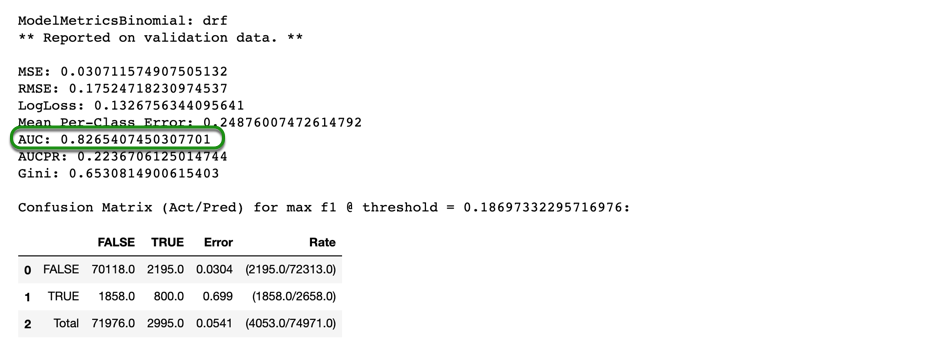 ModelMetricsBinomial: drf
** Reported on validation data. **
MSE: 0.030711574907505132
RMSE: 0.17524718230974537
LogLoss: 0.1326756344095641
Mean Per-Class Error: 0.24876007472614792
AUC: 0.8265407450307701
AUCPR: 0.2236706125014744
Gini: 0.6530814900615403
Confusion Matrix (Act/Pred) for max f1 @ threshold = 0.18697332295716976:
FALSE TRUE Error Rate
0 FALSE 70118.0 2195.0 0.0304 (2195.0/72313.0)
1 TRUE 1858.0 800.0 0.699 (1858.0/2658.0)
2 Total 71976.0 2995.0 0.0541 (4053.0/74971.0)